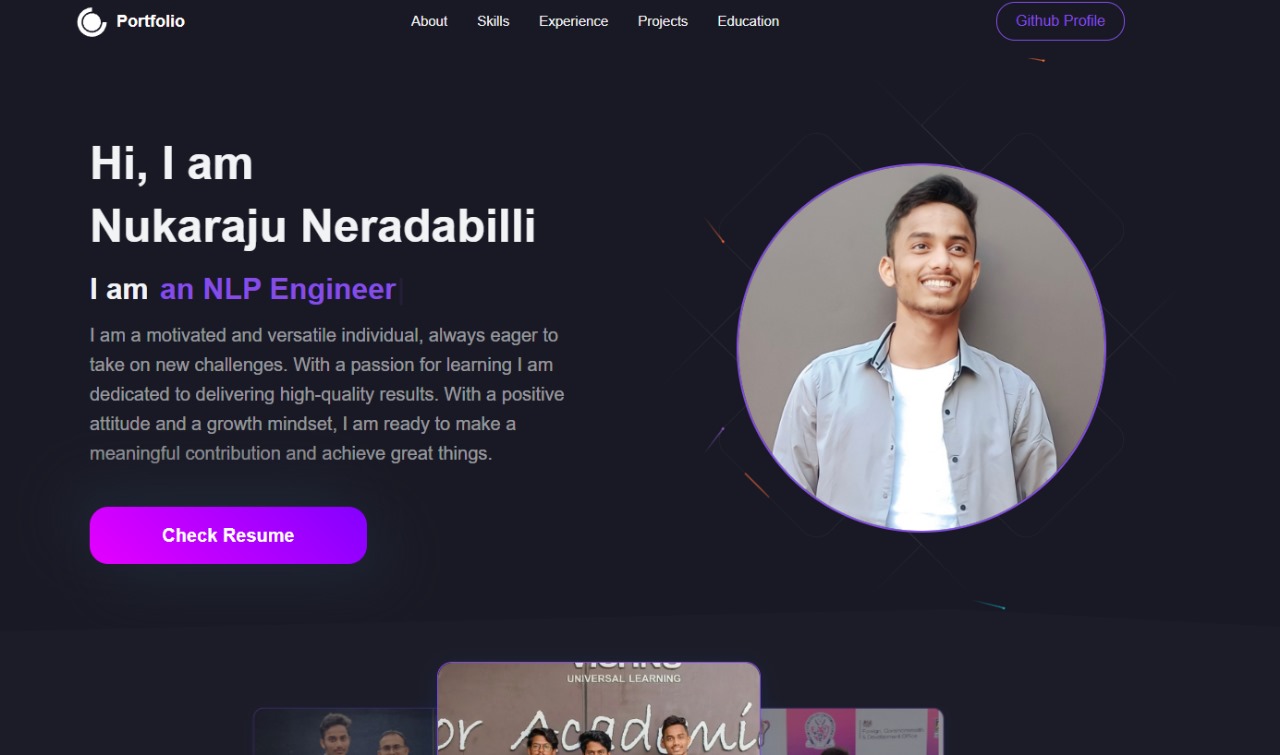 Portfolio
About
Skills
Experience
Projects
Education
Github Profile
Hi, I am
Nukaraju Neradabilli
I am an NLP Engineer
I am a motivated and versatile individual, always eager to
take on new challenges. With a passion for learning I am
dedicated to delivering high-quality results. With a positive
attitude and a growth mindset, I am ready to make a
meaningful contribution and achieve great things.
Check Resume
UNIVERSAL LEARNING
or Academi